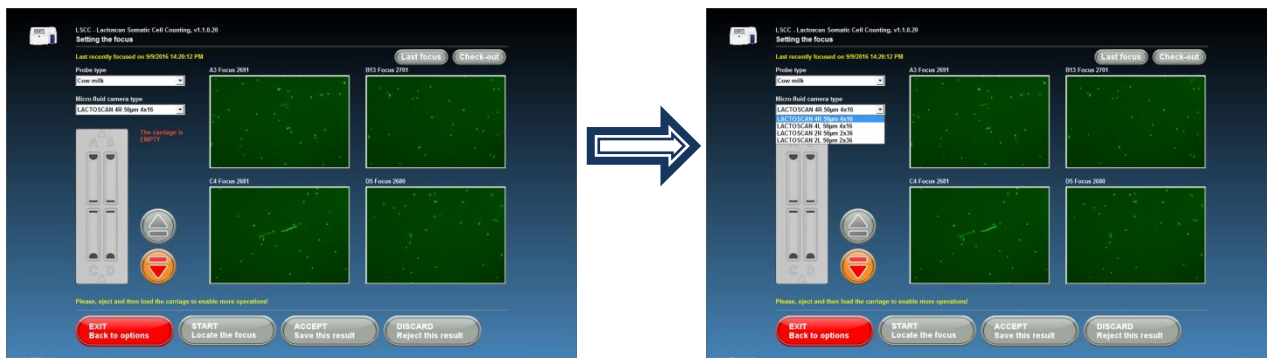 LSCC - Lactoscan Somatic Cell Counting, v1.1.0.20
Setting the focus
Last recently focused on 5/9/2016 14:20:12 PM
Last focus
Check-out
Probe type
Cow milk
Micro-fluid camera type
LACTOSCAN 4R 50µm 4x16
The carriage is
EMPTY
A B
C D
A3 Focus 2691
B13 Focus 2701
C4 Focus 2681
D5 Focus 2680
Please, eject and then load the carriage to enable more operations!
EXIT
Back to options
START
Locate the focus
ACCEPT
Save this result
DISCARD
Reject this result
LSCC - Lactoscan Somatic Cell Counting, v1.1.0.20
Setting the focus
Last recently focused on 5/9/2016 14:20:12 PM
Last focus
Check-out
Probe type
Cow milk
Micro-fluid camera type
LACTOSCAN 4R 50µm 4x16
LACTOSCAN 4R 50µm 4x16
LACTOSCAN 4L 50µm 4x16
LACTOSCAN 2R 50µm 2x36
LACTOSCAN 2L 50µm 2x36
C D
A3 Focus 2691
B13 Focus 2701
C4 Focus 2681
D5 Focus 2680
Please, eject and then load the carriage to enable more operations!
EXIT
Back to options
START
Locate the focus
ACCEPT
Save this result
DISCARD
Reject this result